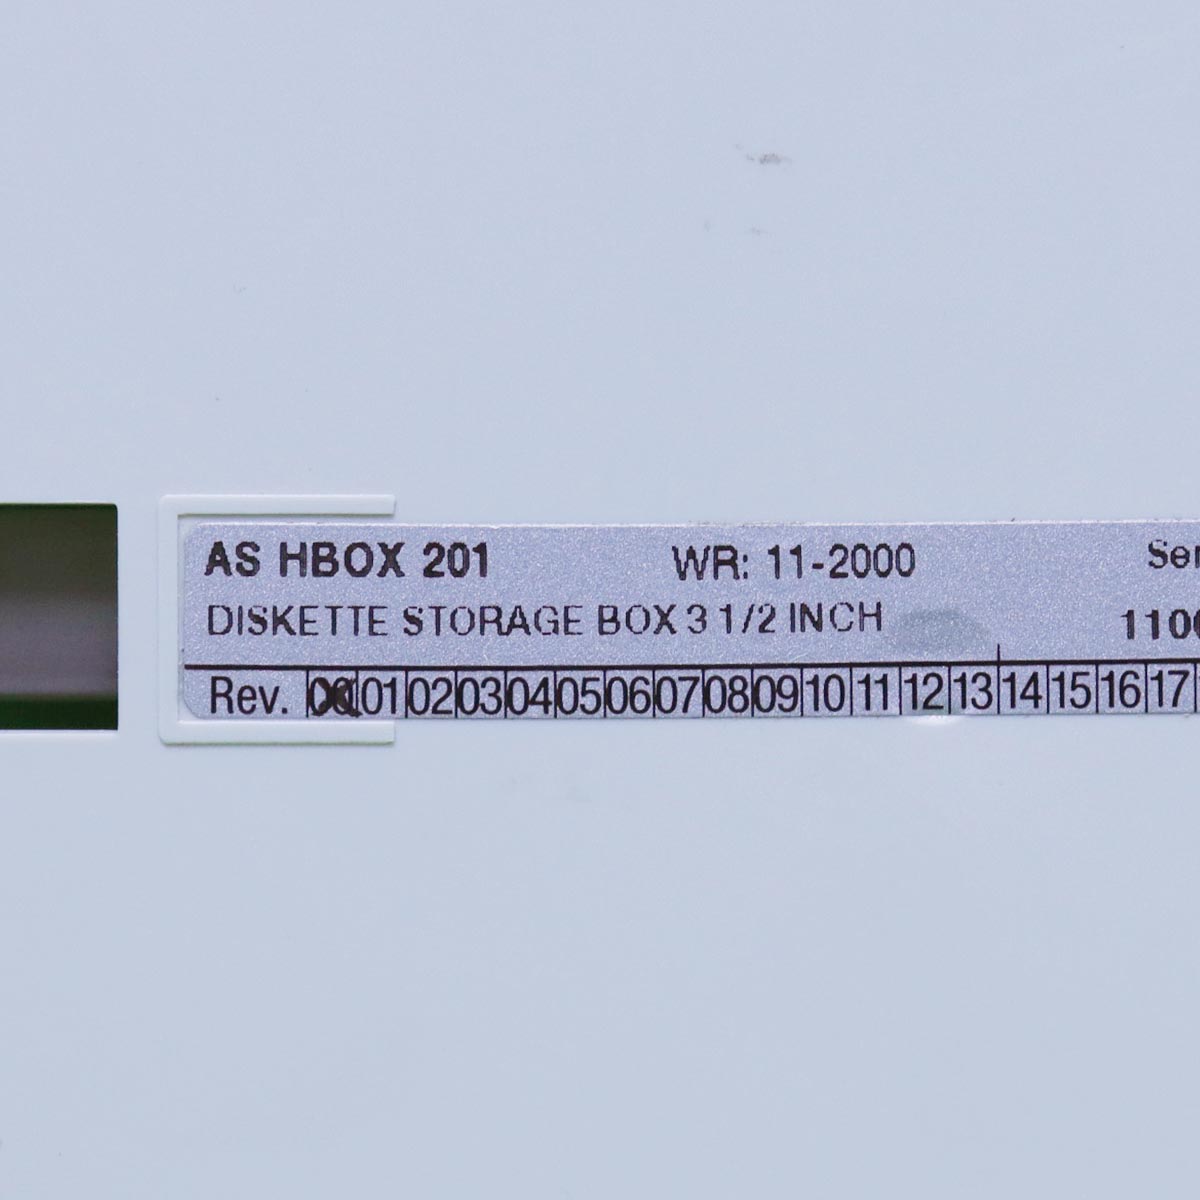 AS HBOX 201 WR: 11-2000
DISKETTE STORAGE BOX 3 1/2 INCH
Rev. 00 01 02 03 04 05 06 07 08 09 10 11 12 13 14 15 16 17